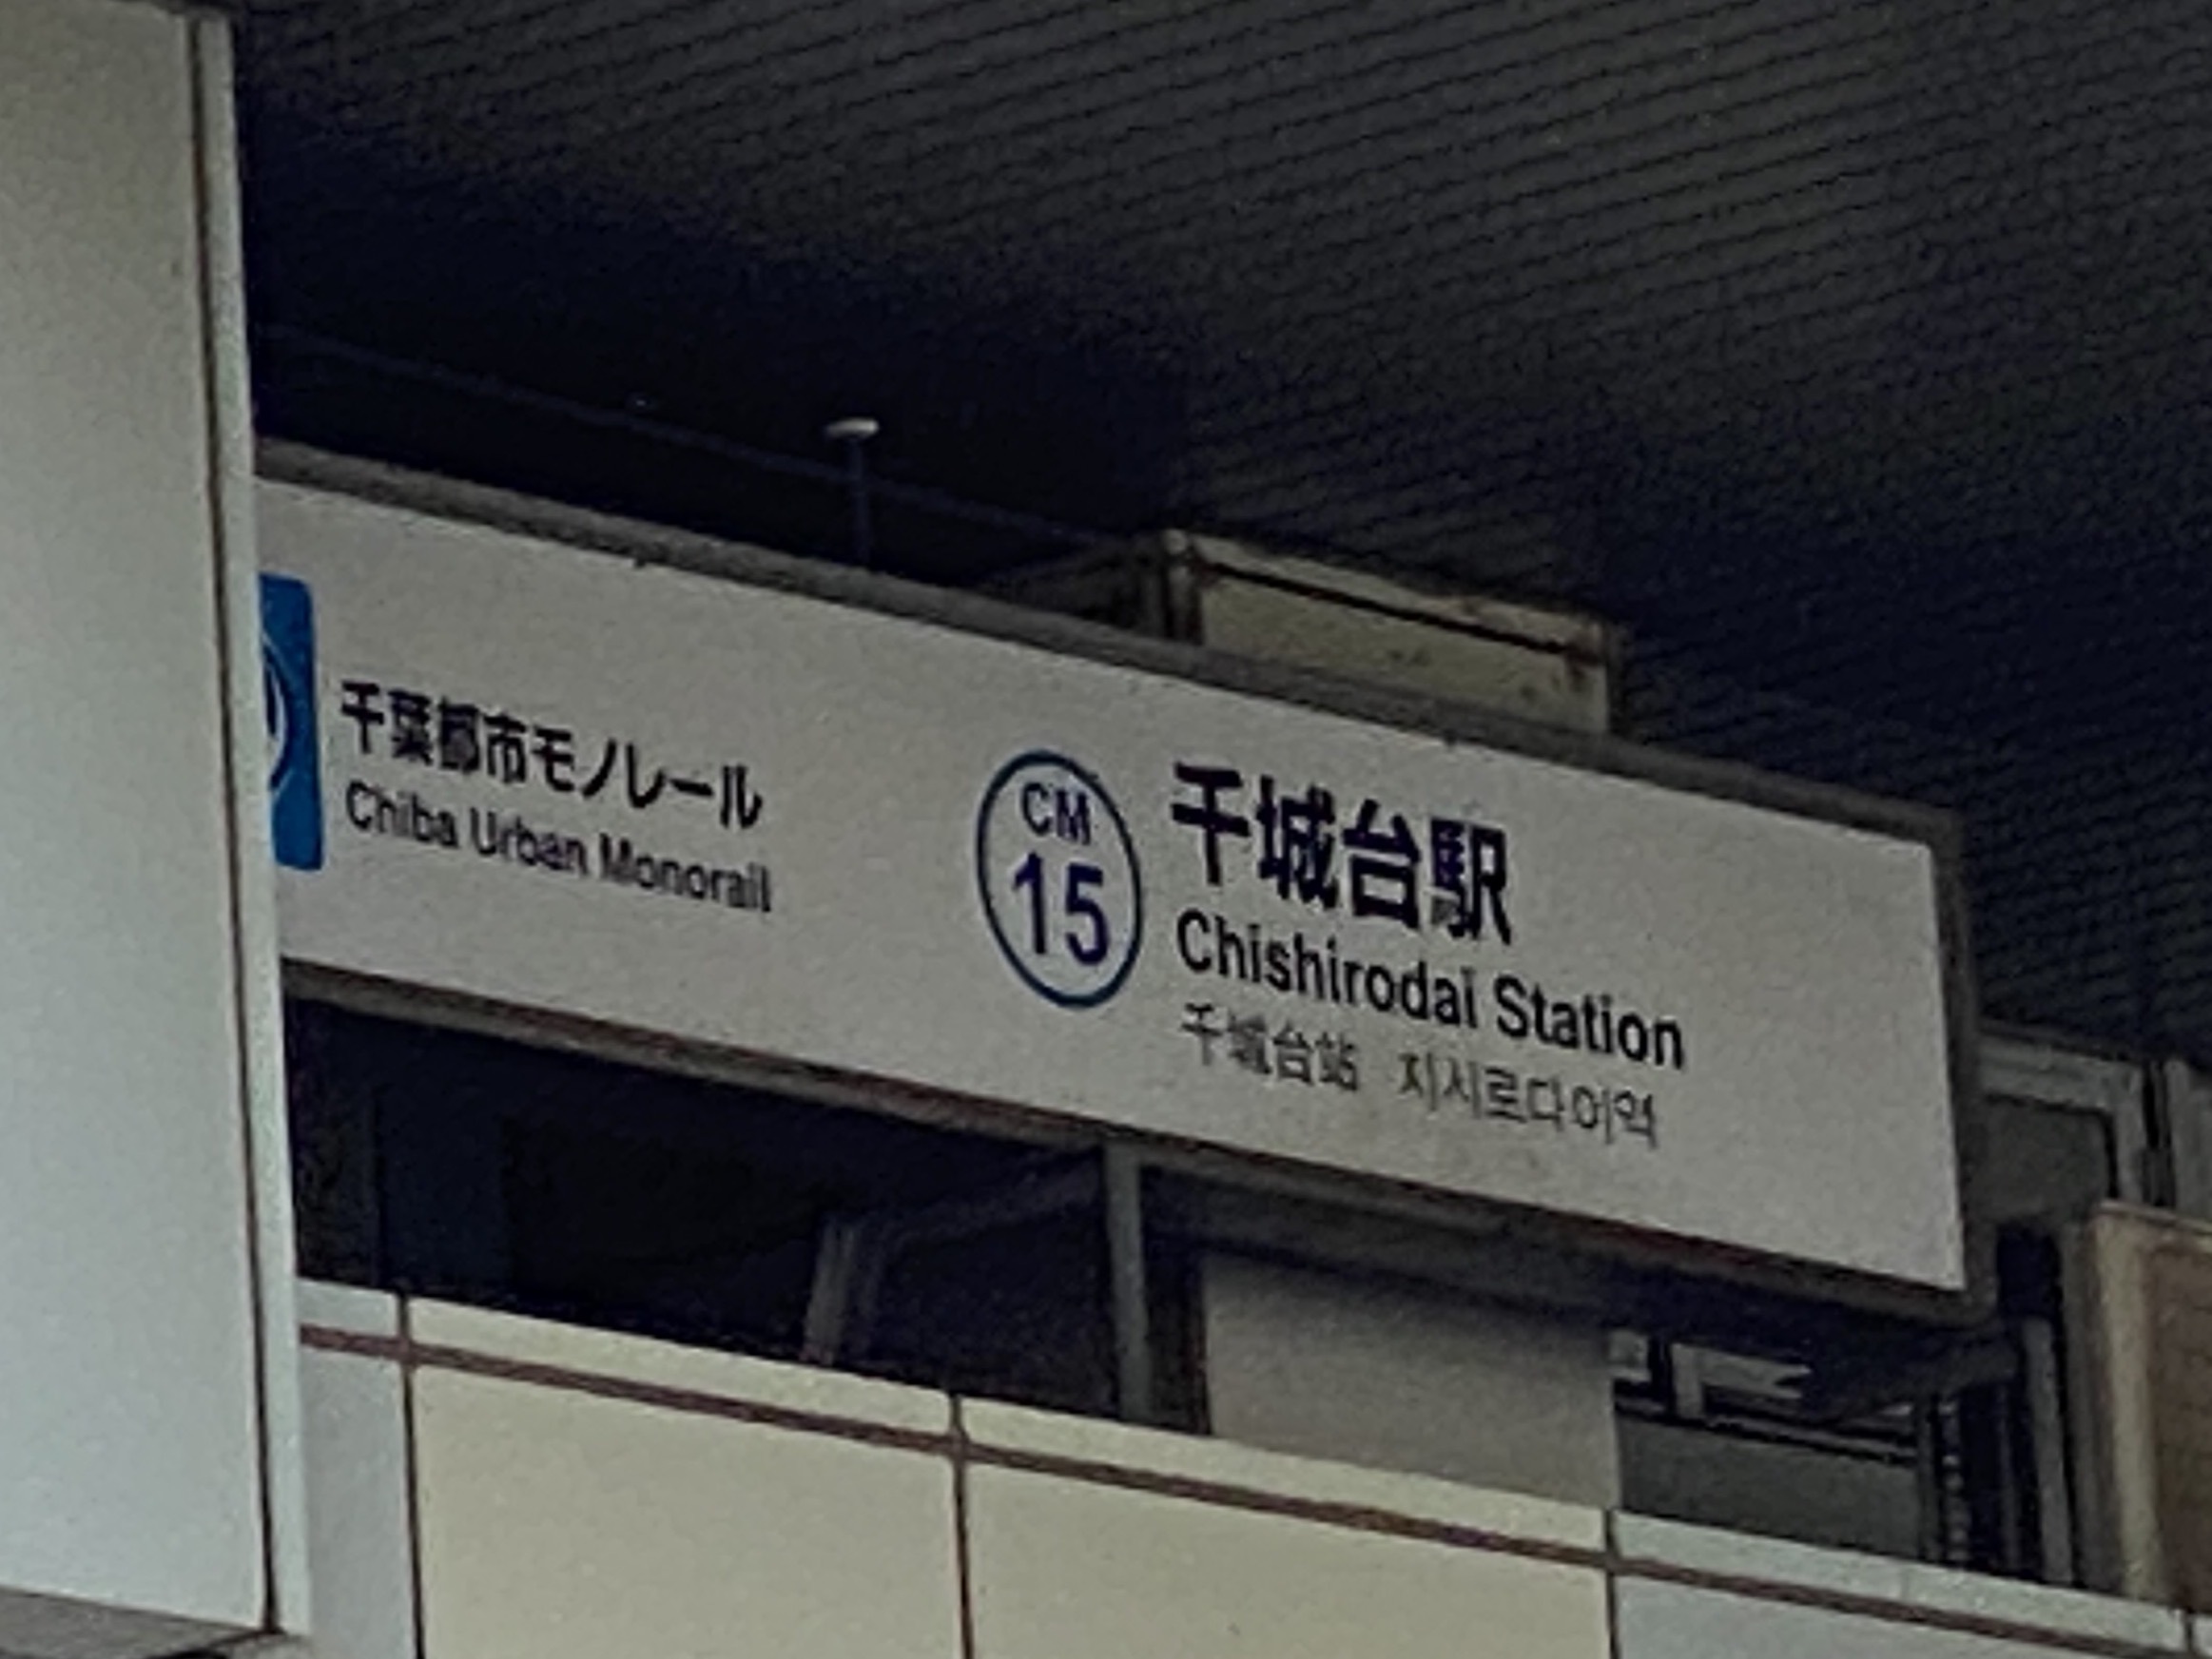 千葉都市モノレール
Chiba Urban Monorail
CM
15
千城台駅
Chishirodai Station
千城台站 지시로다이역